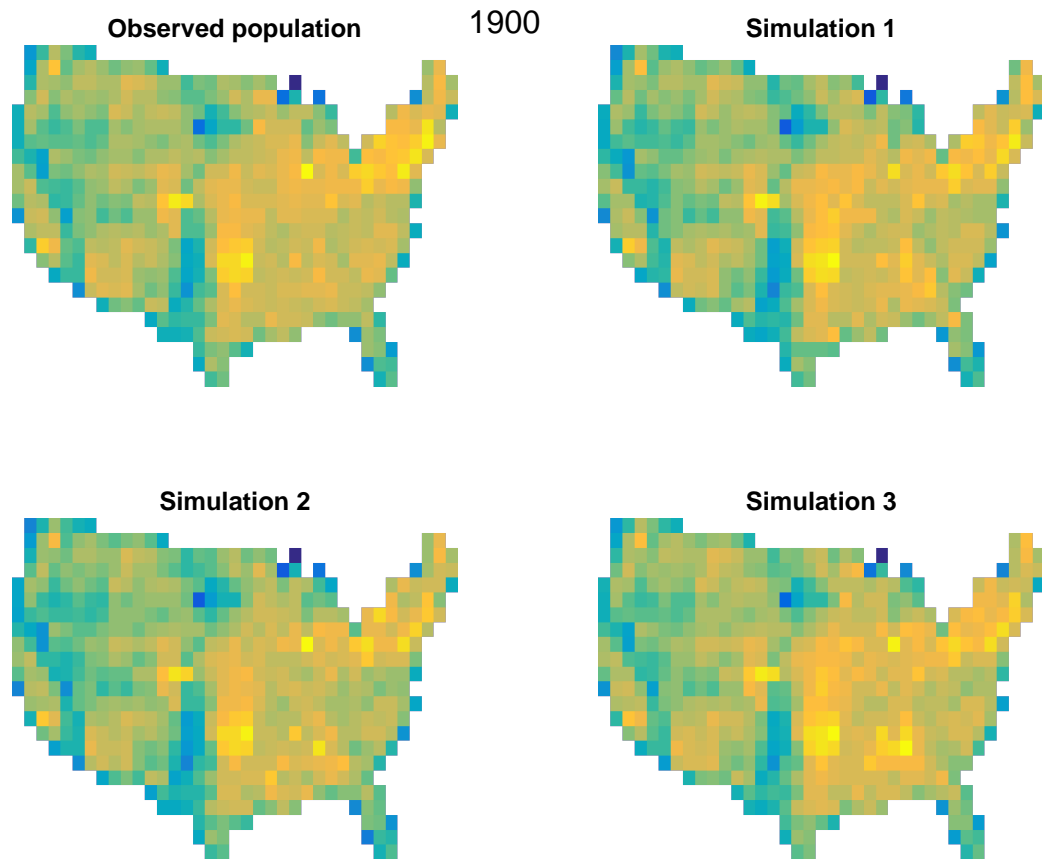 1900
Observed population
Simulation 1
Simulation 2
Simulation 3